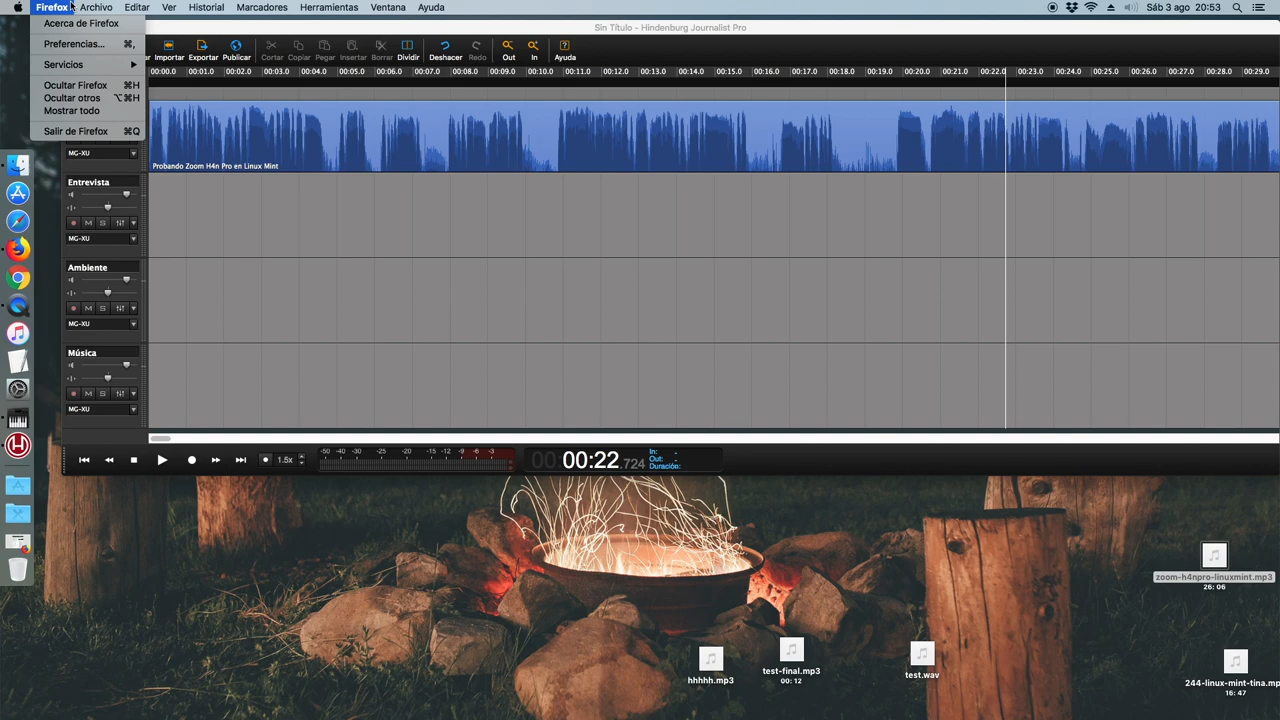 Firefox Archivo Editar Ver Historial Marcadores Herramientas Ventana Ayuda Sáb 3 ago 20:53
Acerca de Firefox
Preferencias... ⌘,
Servicios
Ocultar Firefox ⌘H
Ocultar otros ⌥⌘H
Mostrar todo
Salir de Firefox ⌘Q
Sin Título - Hindenburg Journalist Pro
Importar Exportar Publicar Cortar Copiar Pegar Insertar Borrar Dividir Deshacer Redo Out In Ayuda
00:00.0 00:01.0 00:02.0 00:03.0 00:04.0 00:05.0 00:06.0 00:07.0 00:08.0 00:09.0 00:10.0 00:11.0 00:12.0 00:13.0 00:14.0 00:15.0 00:16.0 00:17.0 00:18.0 00:19.0 00:20.0 00:21.0 00:22.0 00:23.0 00:24.0 00:25.0 00:26.0 00:27.0 00:28.0 00:29.0
MG-XU
Probando Zoom H4n Pro en Linux Mint
Entrevista
M S
MG-XU
Ambiente
M S
MG-XU
Música
M S
MG-XU
1.5x
-50 -40 -30 -25 -20 -15 -12 -9 -6 -3
00:00:22.724
In: -
Out: -
Duración:
zoom-h4npro-linuxmint.mp3
26: 06
hhhhh.mp3
test-final.mp3
00: 12
test.wav
244-linux-mint-tina.mp
16: 47